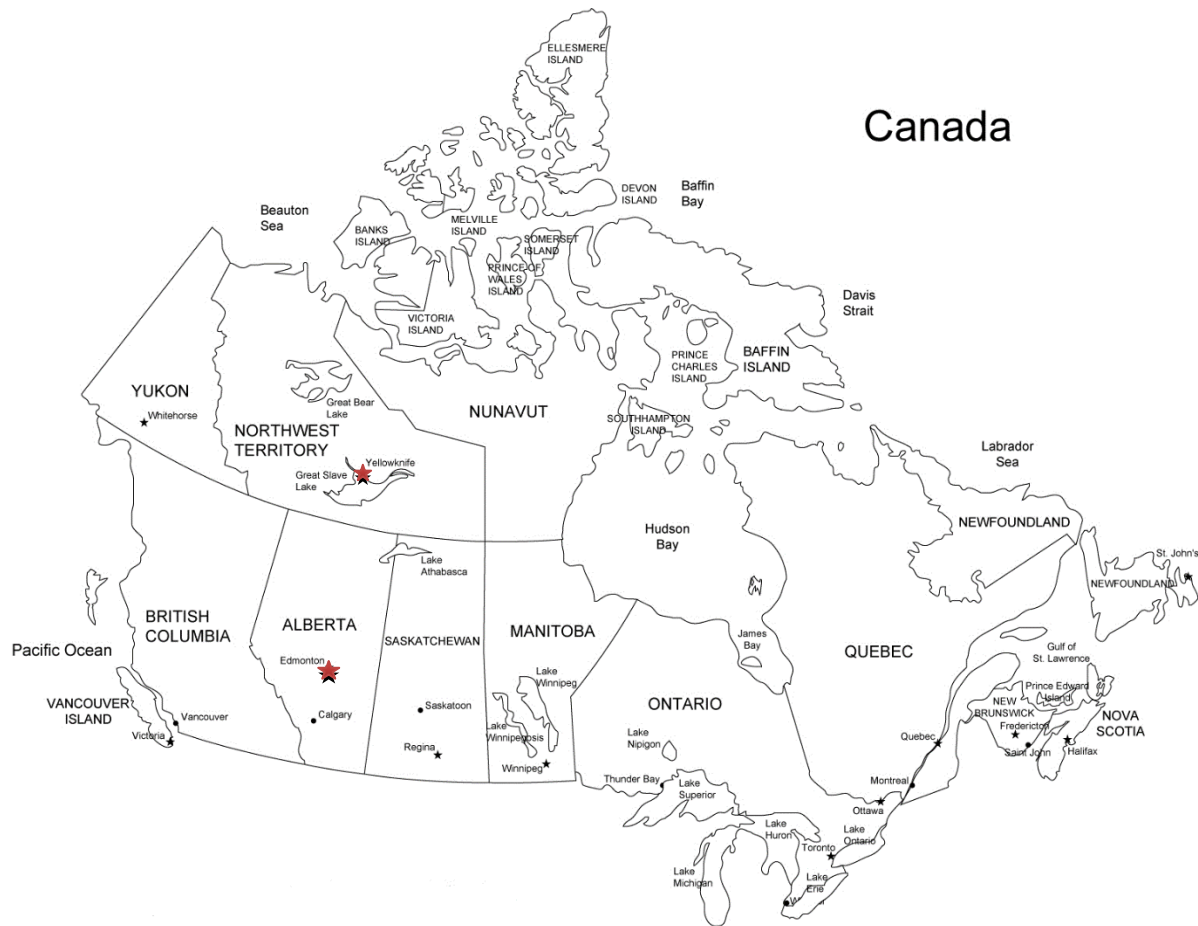 ELLESMERE
ISLAND
Canada
DEVON
ISLAND
Baffin
Bay
Beauton
Sea
BANKS
ISLAND
MELVILLE
ISLAND
SOMERSET
ISLAND
PRINCE OF
WALES
ISLAND
VICTORIA
ISLAND
Davis
Strait
PRINCE
CHARLES
ISLAND
BAFFIN
ISLAND
YUKON
Whitehorse
Great Bear
Lake
NORTHWEST
TERRITORY
NUNAVUT
SOUTHHAMPTON
ISLAND
Yellowknife
Great Slave
Lake
Labrador
Sea
Hudson
Bay
NEWFOUNDLAND
St. John's
NEWFOUNDLAND
Lake
Athabasca
BRITISH
COLUMBIA
ALBERTA
SASKATCHEWAN
MANITOBA
James
Bay
QUEBEC
Gulf of
St. Lawrence
Pacific Ocean
Edmonton
Lake
Winnipeg
VANCOUVER
ISLAND
Vancouver
Victoria
Calgary
Saskatoon
Regina
Lake
Winnipegosis
Winnipeg
ONTARIO
Lake
Nipigon
Thunder Bay
Lake
Superior
Quebec
Montreal
Ottawa
Prince Edward
Island
NEW
BRUNSWICK
Fredericton
Saint John
NOVA
SCOTIA
Halifax
Lake
Huron
Toronto
Lake
Ontario
Lake
Michigan
Lake
Erie